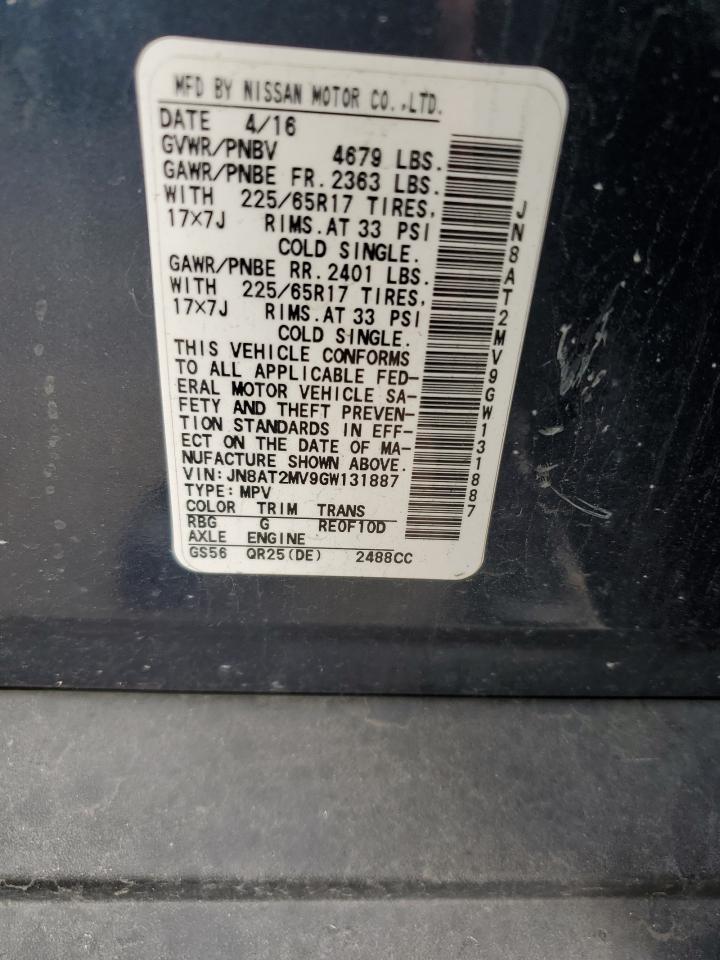 MFD BY NISSAN MOTOR CO.,LTD.
DATE 4/16
GVWR/PNBV 4679 LBS.
GAWR/PNBE FR. 2363 LBS.
WITH 225/65R17 TIRES,
17×7J RIMS.AT 33 PSI
COLD SINGLE.
GAWR/PNBE RR. 2401 LBS.
WITH 225/65R17 TIRES,
17×7J RIMS.AT 33 PSI
COLD SINGLE.
THIS VEHICLE CONFORMS
TO ALL APPLICABLE FED-
ERAL MOTOR VEHICLE SA-
FETY AND THEFT PREVEN-
TION STANDARDS IN EFF-
ECT ON THE DATE OF MA-
NUFACTURE SHOWN ABOVE.
VIN:JN8AT2MV9GW131887
TYPE:MPV
COLOR TRIM TRANS
RBG G RE0F10D
AXLE ENGINE
GS56 QR25(DE) 2488CC
JN8AT2MV9GW131887